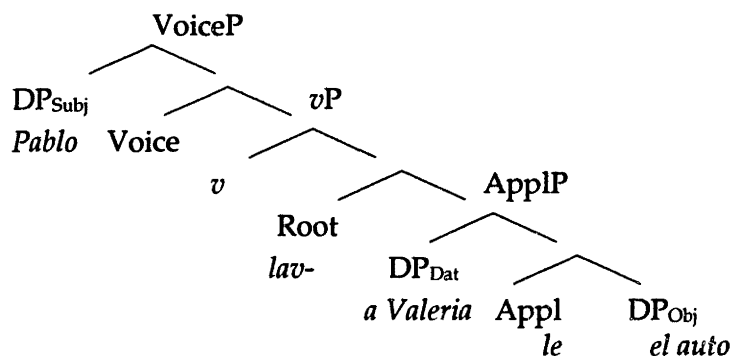 VoiceP
DPSubj vP
Pablo Voice
v ApplP
Root
lav- DPDat
a Valeria Appl DPObj
le el auto